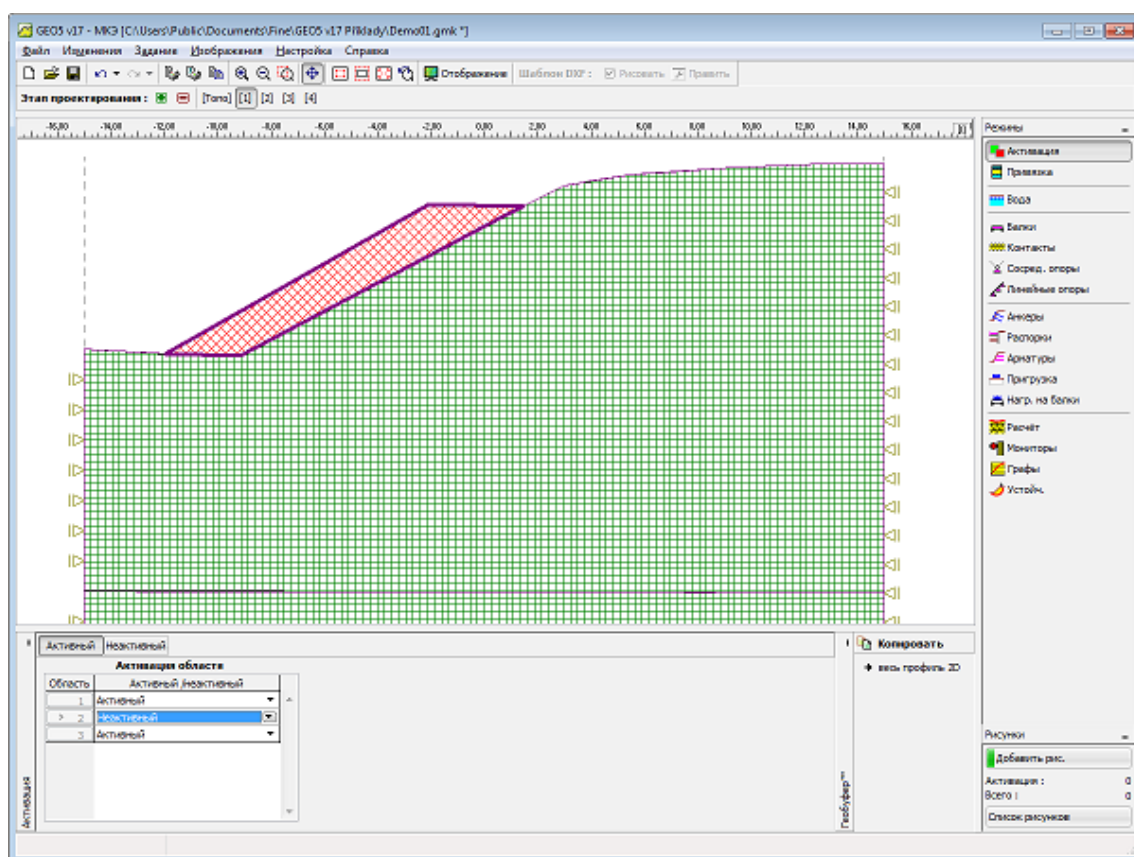 GEO5 v17 - МКЭ [C:\Users\Public\Documents\Fine\GEO5 v17 Příklady\Demo01.gmk *]
Файл Изменения Задание Изображения Настройка Справка
Отображение Шаблон DXF : Рисовать Править
Этап проектирования : [Топо] [1] [2] [3] [4]
-16,00 -14,00 -12,00 -10,00 -8,00 -6,00 -4,00 -2,00 0,00 2,00 4,00 6,00 8,00 10,00 12,00 14,00 16,00
Режимы
Активация
Привязка
Вода
Балки
Контакты
Сосред. опоры
Линейные опоры
Анкеры
Распорки
Арматуры
Пригрузка
Нагр. на балки
Расчёт
Мониторы
Графы
Устойч.
Активный Неактивный
Активация области
Область Активный /неактивный
1 Активный
2 Неактивный
3 Активный
Активация
Копировать
весь профиль 2D
Геобуфер™
Рисунки
Добавить рис.
Активация : 0
Всего : 0
Список рисунков